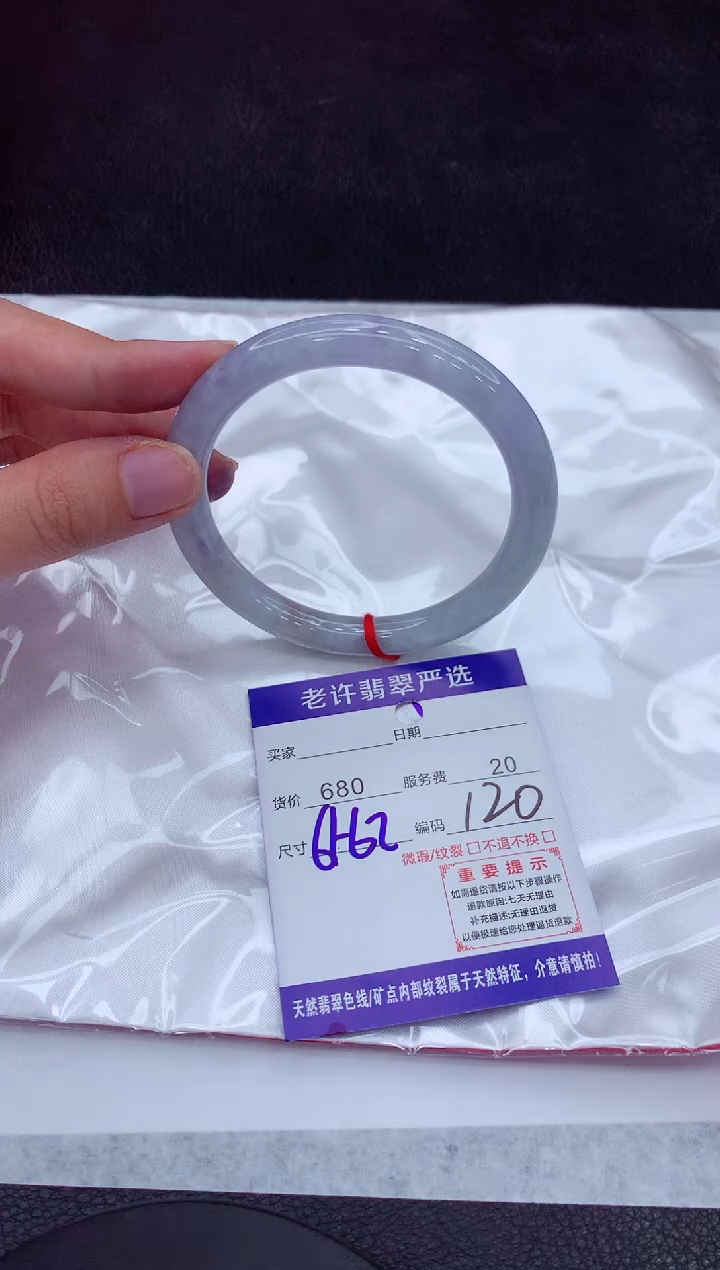 老许翡翠严选
买家 日期
货价 680 服务费 20
尺寸 编码 120
微瑕/纹裂 □ 不退不换 □
重要提示
如需退货请按以下步骤操作
退款原因:七天无理由
补充描述:无理由退货
以便极速给您处理退货退款
天然翡翠色线/矿点内部纹裂属于天然特征，介意请慎拍!